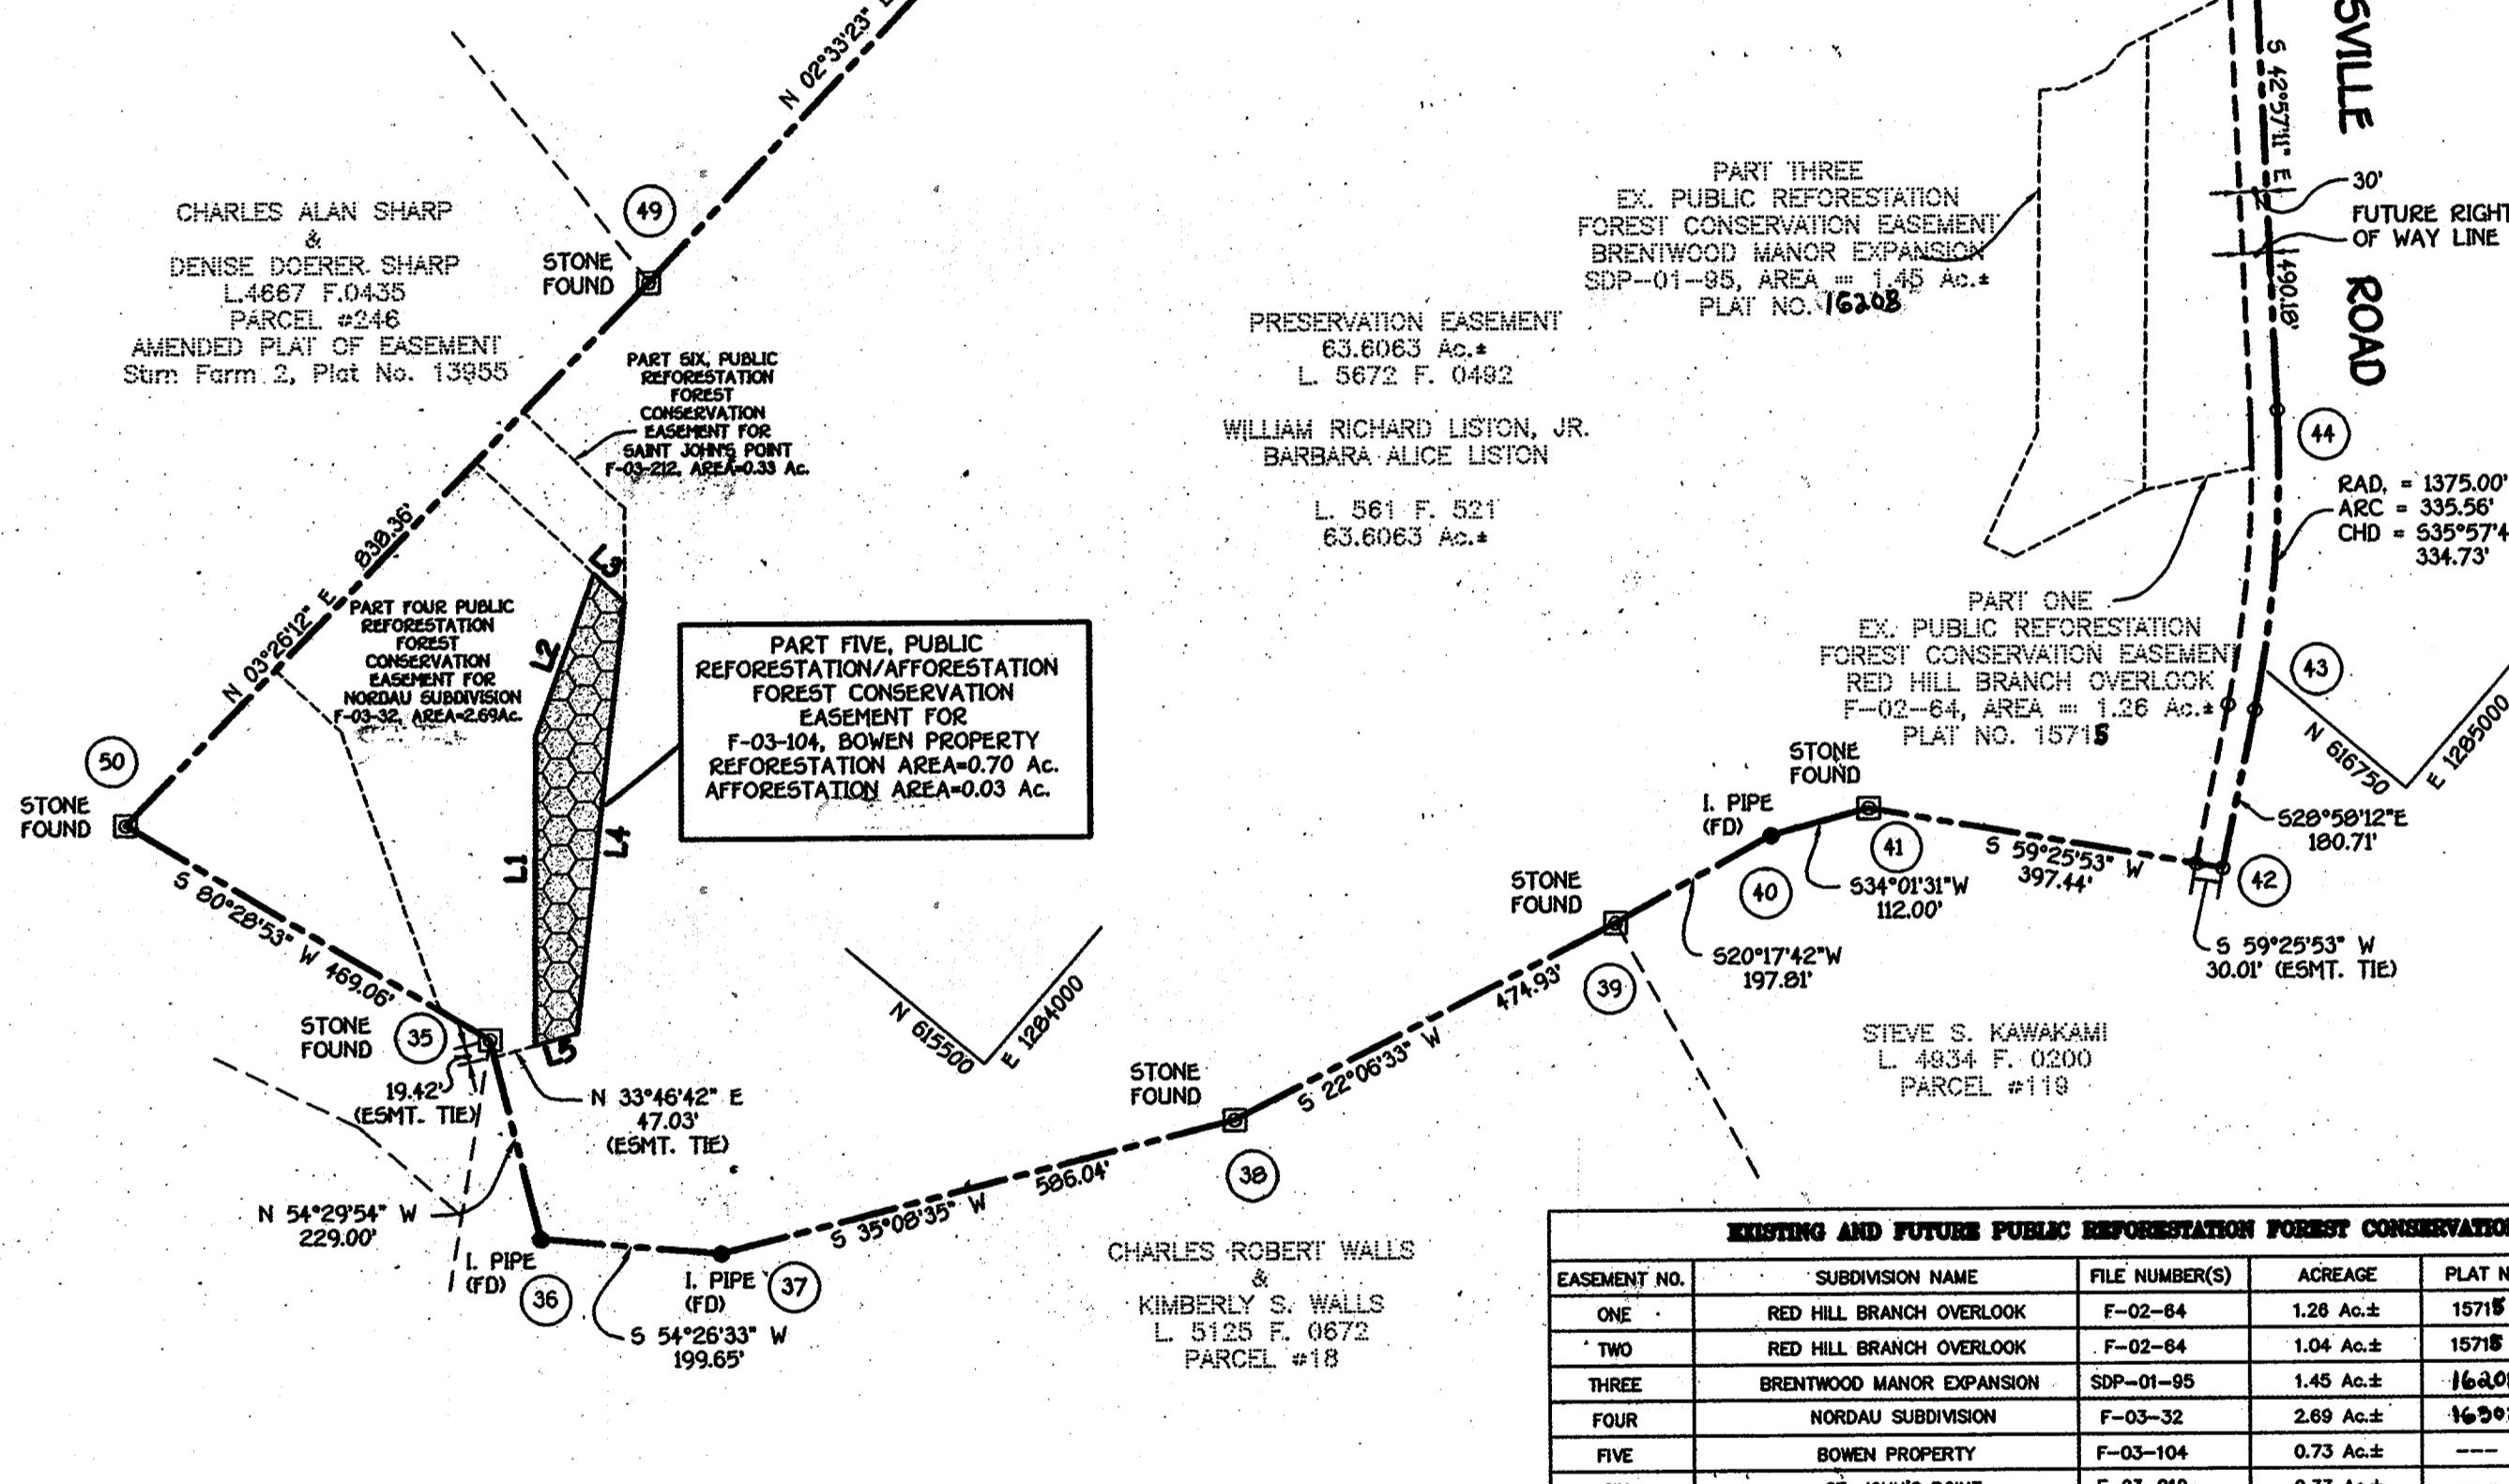 N 02°33'23"
CHARLES ALAN SHARP
&
DENISE DOERER SHARP
L.4667 F.0435
PARCEL #246
AMENDED PLAT OF EASEMENT
Stirn Farm 2, Plat No. 13955
49
STONE
FOUND
PART SIX, PUBLIC
REFORESTATION
FOREST
CONSERVATION
EASEMENT FOR
SAINT JOHN'S POINT
F-03-212, AREA=0.33 Ac.
PRESERVATION EASEMENT
63.6063 Ac.±
L. 5672 F. 0492
WILLIAM RICHARD LISTON, JR.
BARBARA ALICE LISTON
L. 561 F. 521
63.6063 Ac.±
PART THREE
EX. PUBLIC REFORESTATION
FOREST CONSERVATION EASEMENT
BRENTWOOD MANOR EXPANSION
SDP-01-95, AREA = 1.45 Ac.±
PLAT NO. 16208
S 42°57'11" E
490.18'
SVILLE ROAD
30'
FUTURE RIGHT
OF WAY LINE
44
RAD. = 1375.00'
ARC = 335.56'
CHD = S35°57'4
334.73'
PART ONE
EX. PUBLIC REFORESTATION
FOREST CONSERVATION EASEMENT
RED HILL BRANCH OVERLOOK
F-02-64, AREA = 1.26 Ac.±
PLAT NO. 15715
43
N 616750
E 1285000
S28°58'12"E
180.71'
N 03°26'12" E
838.36'
PART FOUR PUBLIC
REFORESTATION
FOREST
CONSERVATION
EASEMENT FOR
NORDAU SUBDIVISION
F-03-32, AREA=2.69Ac.
L3
L2
L1
L4
L5
PART FIVE, PUBLIC
REFORESTATION/AFFORESTATION
FOREST CONSERVATION
EASEMENT FOR
F-03-104, BOWEN PROPERTY
REFORESTATION AREA=0.70 Ac.
AFFORESTATION AREA=0.03 Ac.
50
STONE
FOUND
S 80°28'53" W 469.06'
STONE
FOUND
35
19.42'
(ESMT. TIE)
N 33°46'42" E
47.03'
(ESMT. TIE)
N 54°29'54" W
229.00'
I. PIPE
(FD)
36
I. PIPE
(FD)
37
S 54°26'33" W
199.65'
S 35°08'35" W
586.04'
N 615500
E 1284000
STONE
FOUND
38
S 22°06'33" W
474.93'
STONE
FOUND
39
S20°17'42"W
197.81'
I. PIPE
(FD)
40
STONE
FOUND
41
S34°01'31"W
112.00'
S 59°25'53" W
397.44'
42
S 59°25'53" W
30.01' (ESMT. TIE)
STEVE S. KAWAKAMI
L. 4934 F. 0200
PARCEL #119
CHARLES ROBERT WALLS
&
KIMBERLY S. WALLS
L. 5125 F. 0672
PARCEL #18
EXISTING AND FUTURE PUBLIC REFORESTATION FOREST CONSERVATION
EASEMENT NO. SUBDIVISION NAME FILE NUMBER(S) ACREAGE PLAT N
ONE RED HILL BRANCH OVERLOOK F-02-64 1.26 Ac.± 15715
TWO RED HILL BRANCH OVERLOOK F-02-64 1.04 Ac.± 15715
THREE BRENTWOOD MANOR EXPANSION SDP-01-95 1.45 Ac.± 1620
FOUR NORDAU SUBDIVISION F-03-32 2.69 Ac.± 1630
FIVE BOWEN PROPERTY F-03-104 0.73 Ac.± ---